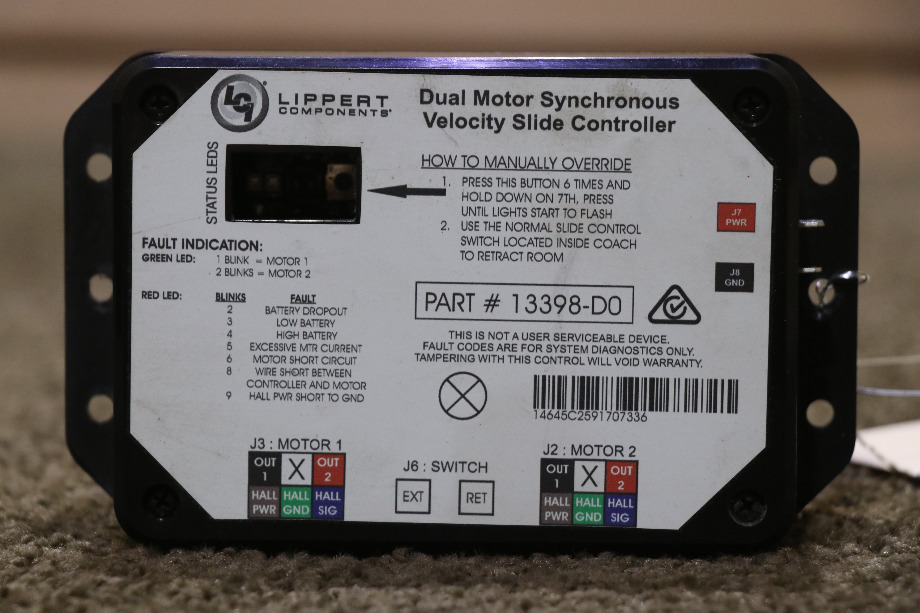 LCI
LIPPERT
COMPONENTS®
Dual Motor Synchronous
Velocity Slide Controller
STATUS LEDS
HOW TO MANUALLY OVERRIDE
1. PRESS THIS BUTTON 6 TIMES AND
HOLD DOWN ON 7TH, PRESS
UNTIL LIGHTS START TO FLASH
2. USE THE NORMAL SLIDE CONTROL
SWITCH LOCATED INSIDE COACH
TO RETRACT ROOM
J7
PWR
J8
GND
FAULT INDICATION:
GREEN LED: 1 BLINK = MOTOR 1
2 BLINKS = MOTOR 2
RED LED: BLINKS FAULT
2 BATTERY DROPOUT
3 LOW BATTERY
4 HIGH BATTERY
5 EXCESSIVE MTR CURRENT
6 MOTOR SHORT CIRCUIT
8 WIRE SHORT BETWEEN
CONTROLLER AND MOTOR
9 HALL PWR SHORT TO GND
PART # 13398-D0
THIS IS NOT A USER SERVICEABLE DEVICE.
FAULT CODES ARE FOR SYSTEM DIAGNOSTICS ONLY.
TAMPERING WITH THIS CONTROL WILL VOID WARRANTY.
14645C2591707336
J3 : MOTOR 1
OUT 1 X OUT 2
HALL PWR HALL GND HALL SIG
J6 : SWITCH
EXT RET
J2 : MOTOR 2
OUT 1 X OUT 2
HALL PWR HALL GND HALL SIG